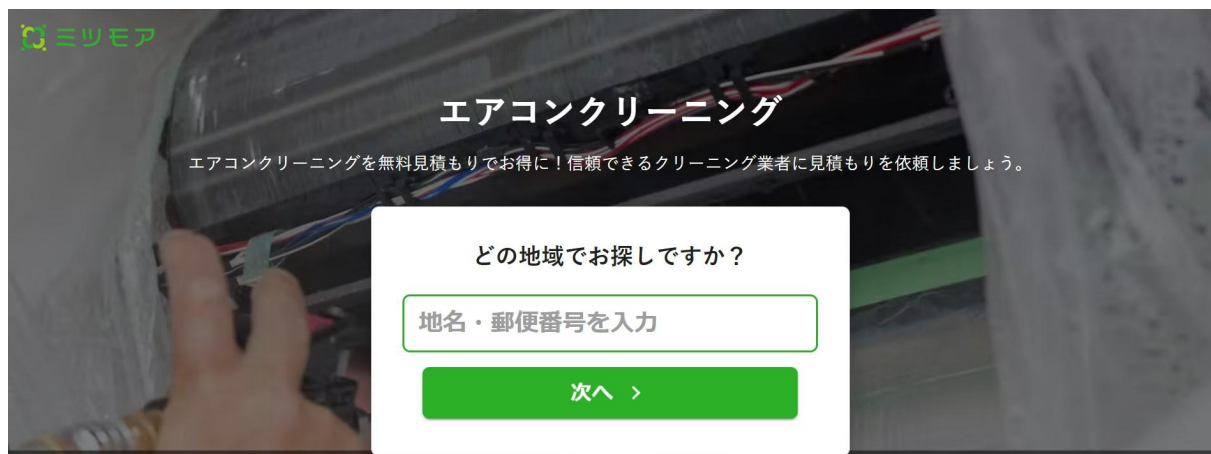 ミツモア
エアコンクリーニング
エアコンクリーニングを無料見積もりでお得に！信頼できるクリーニング業者に見積もりを依頼しましょう。
どの地域でお探しですか？
地名・郵便番号を入力
次へ >